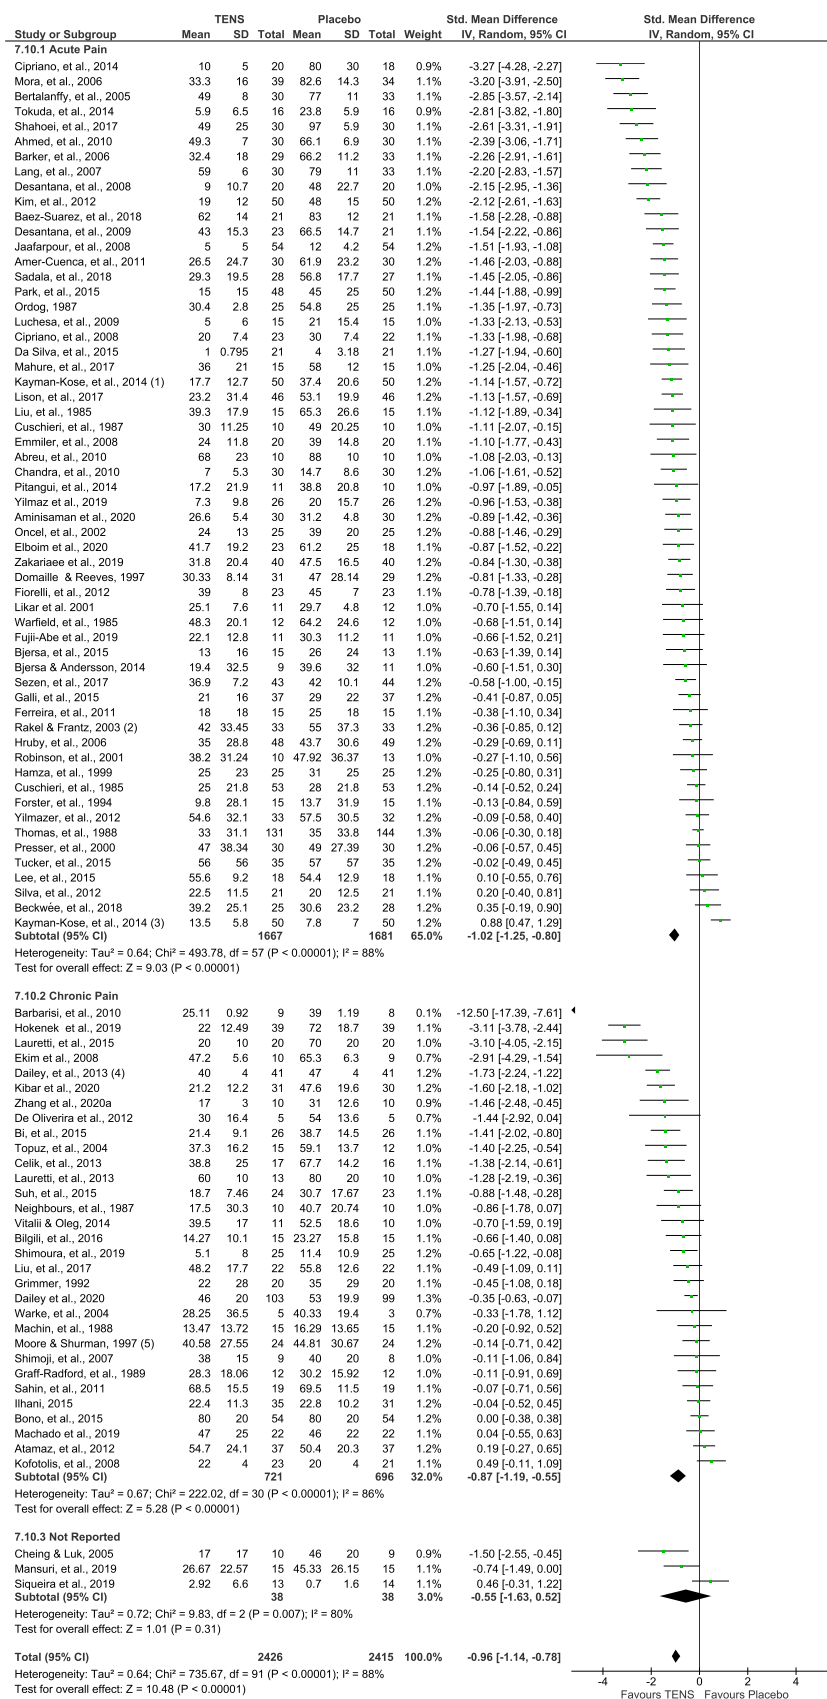 TENS Placebo Std. Mean Difference Std. Mean Difference
Study or Subgroup Mean SD Total Mean SD Total Weight IV, Random, 95% CI IV, Random, 95% CI
7.10.1 Acute Pain
Cipriano, et al., 2014 10 5 20 80 30 18 0.9% -3.27 [-4.28, -2.27]
Mora, et al., 2006 33.3 16 39 82.6 14.3 34 1.1% -3.20 [-3.91, -2.50]
Bertalanffy, et al., 2005 49 8 30 77 11 33 1.1% -2.85 [-3.57, -2.14]
Tokuda, et al., 2014 5.9 6.5 16 23.8 5.9 16 1.0% -2.81 [-3.82, -1.80]
Shahoei, et al., 2017 49 25 30 97 5.9 30 1.1% -2.61 [-3.31, -1.91]
Ahmed, et al., 2010 49.3 7 30 66.1 6.9 30 1.1% -2.39 [-3.06, -1.71]
Barker, et al., 2006 32.4 18 29 66.2 11.2 33 1.1% -2.26 [-2.91, -1.61]
Lang, et al., 2007 59 6 30 79 11 33 1.1% -2.20 [-2.83, -1.57]
Desantana, et al., 2008 9 10.7 20 48 22.7 20 1.0% -2.15 [-2.95, -1.36]
Kim, et al., 2012 19 12 50 48 15 50 1.2% -2.12 [-2.61, -1.63]
Baez-Suarez, et al., 2018 62 14 21 83 12 21 1.1% -1.58 [-2.28, -0.88]
Desantana, et al., 2009 43 15.3 23 66.5 14.7 21 1.1% -1.54 [-2.22, -0.86]
Jaafarpour, et al., 2008 5 5 54 12 4.2 54 1.2% -1.51 [-1.93, -1.08]
Amer-Cuenca, et al., 2011 26.5 24.7 30 61.9 23.2 30 1.1% -1.46 [-2.03, -0.88]
Sadala, et al., 2018 29.3 19.5 28 56.8 17.7 27 1.1% -1.45 [-2.05, -0.86]
Park, et al., 2015 15 15 48 45 25 50 1.2% -1.44 [-1.88, -0.99]
Ordog, 1987 30.4 2.8 25 54.8 25 25 1.1% -1.35 [-1.97, -0.73]
Luchesa, et al., 2009 5 6 15 21 15.4 15 1.0% -1.33 [-2.13, -0.53]
Cipriano, et al., 2008 20 7.4 23 30 7.4 22 1.1% -1.33 [-1.98, -0.68]
Da Silva, et al., 2015 1 0.795 21 4 3.18 21 1.1% -1.27 [-1.94, -0.60]
Mahure, et al., 2017 36 21 15 58 12 15 1.0% -1.25 [-2.04, -0.46]
Kayman-Kose, et al., 2014 (1) 17.7 12.7 50 37.4 20.6 50 1.2% -1.14 [-1.57, -0.72]
Lison, et al., 2017 23.2 31.4 46 53.1 19.9 46 1.2% -1.13 [-1.57, -0.69]
Liu, et al., 1985 39.3 17.9 15 65.3 26.6 15 1.1% -1.12 [-1.89, -0.34]
Cuschieri, et al., 1987 30 11.25 10 49 20.25 10 1.0% -1.11 [-2.07, -0.15]
Emmiler, et al., 2008 24 11.8 20 39 14.8 20 1.1% -1.10 [-1.77, -0.43]
Abreu, et al., 2010 68 23 10 88 10 10 1.0% -1.08 [-2.03, -0.13]
Chandra, et al., 2010 7 5.3 30 14.7 8.6 30 1.1% -1.06 [-1.61, -0.52]
Pitangui, et al., 2014 17.2 21.9 11 38.8 20.8 10 1.0% -0.97 [-1.89, -0.05]
Yilmaz et al., 2019 7.3 9.8 26 20 15.7 26 1.1% -0.96 [-1.53, -0.38]
Aminisaman et al., 2020 26.6 5.4 30 31.2 4.8 30 1.2% -0.89 [-1.42, -0.36]
Oncel, et al., 2002 24 13 25 39 20 25 1.1% -0.88 [-1.46, -0.29]
Elboim et al., 2020 41.7 19.2 23 61.2 25 18 1.1% -0.87 [-1.52, -0.22]
Zakariaee et al., 2019 31.8 20.4 40 47.5 16.5 40 1.2% -0.84 [-1.30, -0.38]
Domaille & Reeves, 1997 30.33 8.14 31 47 28.14 29 1.2% -0.81 [-1.33, -0.28]
Fiorelli, et al., 2012 39 8 23 45 7 23 1.1% -0.78 [-1.39, -0.18]
Likar et al. 2001 25.1 7.6 11 29.7 4.8 12 1.0% -0.70 [-1.55, 0.14]
Warfield, et al., 1985 48.3 20.1 12 64.2 24.6 12 1.0% -0.68 [-1.51, 0.14]
Fujii-Abe et al., 2019 22.1 12.8 11 30.3 11.2 11 1.0% -0.66 [-1.52, 0.21]
Bjersa, et al., 2015 13 16 15 26 24 13 1.1% -0.63 [-1.39, 0.14]
Bjersa & Andersson, 2014 19.4 32.5 9 39.6 32 11 1.0% -0.60 [-1.51, 0.30]
Sezen, et al., 2017 36.9 7.2 43 42 10.1 44 1.2% -0.58 [-1.00, -0.15]
Galli, et al., 2015 21 16 37 29 22 37 1.2% -0.41 [-0.87, 0.05]
Ferreira, et al., 2011 18 18 15 25 18 15 1.1% -0.38 [-1.10, 0.34]
Rakel & Frantz, 2003 (2) 42 33.45 33 55 37.3 33 1.2% -0.36 [-0.85, 0.12]
Hruby, et al., 2006 35 28.8 48 43.7 30.6 49 1.2% -0.29 [-0.69, 0.11]
Robinson, et al., 2001 38.2 31.24 10 47.92 36.37 13 1.0% -0.27 [-1.10, 0.56]
Hamza, et al., 1999 25 23 25 31 25 25 1.1% -0.25 [-0.80, 0.31]
Cuschieri, et al., 1985 25 21.8 53 28 21.8 53 1.2% -0.14 [-0.52, 0.24]
Forster, et al., 1994 9.8 28.1 15 13.7 31.9 15 1.1% -0.13 [-0.84, 0.59]
Yilmazer, et al., 2012 54.6 32.1 33 57.5 30.5 32 1.2% -0.09 [-0.58, 0.40]
Thomas, et al., 1988 33 31.1 131 35 33.8 144 1.3% -0.06 [-0.30, 0.18]
Presser, et al., 2000 47 38.34 30 49 27.39 30 1.2% -0.06 [-0.57, 0.45]
Tucker, et al., 2015 56 56 35 57 57 35 1.2% -0.02 [-0.49, 0.45]
Lee, et al., 2015 55.6 9.2 18 54.4 12.9 18 1.1% 0.10 [-0.55, 0.76]
Silva, et al., 2012 22.5 11.5 21 20 12.5 21 1.1% 0.20 [-0.40, 0.81]
Beckwée, et al., 2018 39.2 25.1 25 30.6 23.2 28 1.1% 0.35 [-0.19, 0.90]
Kayman-Kose, et al., 2014 (3) 13.5 5.8 50 7.8 7 50 1.2% 0.88 [0.47, 1.29]
Subtotal (95% CI) 1667 1681 65.0% -1.02 [-1.25, -0.80]
Heterogeneity: Tau² = 0.64; Chi² = 493.78, df = 57 (P < 0.00001); I² = 88%
Test for overall effect: Z = 9.03 (P < 0.00001)
7.10.2 Chronic Pain
Barbarisi, et al., 2010 25.11 0.92 9 39 1.19 8 0.1% -12.50 [-17.39, -7.61]
Hokenek et al., 2019 22 12.49 39 72 18.7 39 1.1% -3.11 [-3.78, -2.44]
Lauretti, et al., 2015 20 10 20 70 20 20 1.0% -3.10 [-4.05, -2.15]
Ekim et al., 2008 47.2 5.6 10 65.3 6.3 9 0.7% -2.91 [-4.29, -1.54]
Dailey, et al., 2013 (4) 40 4 41 47 4 41 1.2% -1.73 [-2.24, -1.22]
Kibar et al., 2020 21.2 12.2 31 47.6 19.6 30 1.1% -1.60 [-2.18, -1.02]
Zhang et al., 2020a 17 3 10 31 12.6 10 0.9% -1.46 [-2.48, -0.45]
De Oliverira et al., 2012 30 16.4 5 54 13.6 5 0.7% -1.44 [-2.92, 0.04]
Bi, et al., 2015 21.4 9.1 26 38.7 14.5 26 1.1% -1.41 [-2.02, -0.80]
Topuz, et al., 2004 37.3 16.2 15 59.1 13.7 12 1.0% -1.40 [-2.25, -0.54]
Celik, et al., 2013 38.8 25 17 67.7 14.2 16 1.1% -1.38 [-2.14, -0.61]
Lauretti, et al., 2013 60 10 13 80 20 10 1.0% -1.28 [-2.19, -0.36]
Suh, et al., 2015 18.7 7.46 24 30.7 17.67 23 1.1% -0.88 [-1.48, -0.28]
Neighbours, et al., 1987 17.5 30.3 10 40.7 20.74 10 1.0% -0.86 [-1.78, 0.07]
Vitalii & Oleg, 2014 39.5 17 11 52.5 18.6 10 1.0% -0.70 [-1.59, 0.19]
Bilgili, et al., 2016 14.27 10.1 15 23.27 15.8 15 1.1% -0.66 [-1.40, 0.08]
Shimoura, et al., 2019 5.1 8 25 11.4 10.9 25 1.1% -0.65 [-1.22, -0.08]
Liu, et al., 2017 48.2 17.7 22 55.8 12.6 22 1.1% -0.49 [-1.09, 0.11]
Grimmer, 1992 22 28 20 35 29 20 1.1% -0.45 [-1.08, 0.18]
Dailey et al., 2020 46 20 103 53 19.9 99 1.2% -0.35 [-0.63, -0.07]
Warke, et al., 2004 28.25 36.5 5 40.33 19.4 3 0.7% -0.33 [-1.78, 1.12]
Machin, et al., 1988 13.47 13.72 15 16.29 13.65 15 1.1% -0.20 [-0.92, 0.52]
Moore & Shurman, 1997 (5) 40.58 27.55 24 44.81 30.67 24 1.1% -0.14 [-0.71, 0.42]
Shimoji, et al., 2007 38 15 9 40 20 8 1.0% -0.11 [-1.06, 0.84]
Graff-Radford, et al., 1989 28.3 18.06 12 30.2 15.92 12 1.0% -0.11 [-0.91, 0.69]
Sahin, et al., 2011 68.5 15.5 19 69.5 11.5 19 1.1% -0.07 [-0.71, 0.56]
Ilhani, 2015 22.4 11.3 35 22.8 10.2 31 1.2% -0.04 [-0.52, 0.45]
Bono, et al., 2015 80 20 54 80 20 54 1.2% 0.00 [-0.38, 0.38]
Machado et al., 2019 47 25 22 46 22 22 1.1% 0.04 [-0.55, 0.63]
Atamaz, et al., 2012 54.7 24.1 37 50.4 20.3 37 1.2% 0.19 [-0.27, 0.65]
Kofotolis, et al., 2008 22 4 23 20 4 21 1.1% 0.49 [-0.11, 1.09]
Subtotal (95% CI) 721 696 32.0% -0.87 [-1.19, -0.55]
Heterogeneity: Tau² = 0.67; Chi² = 222.02, df = 30 (P < 0.00001); I² = 86%
Test for overall effect: Z = 5.28 (P < 0.00001)
7.10.3 Not Reported
Cheing & Luk, 2005 17 17 10 46 20 9 0.9% -1.50 [-2.55, -0.45]
Mansuri, et al., 2019 26.67 22.57 15 45.33 26.15 15 1.1% -0.74 [-1.49, 0.00]
Siqueira et al., 2019 2.92 6.6 13 0.7 1.6 14 1.1% 0.46 [-0.31, 1.22]
Subtotal (95% CI) 38 38 3.0% -0.55 [-1.63, 0.52]
Heterogeneity: Tau² = 0.72; Chi² = 9.83, df = 2 (P = 0.007); I² = 80%
Test for overall effect: Z = 1.01 (P = 0.31)
Total (95% CI) 2426 2415 100.0% -0.96 [-1.14, -0.78]
Heterogeneity: Tau² = 0.64; Chi² = 735.67, df = 91 (P < 0.00001); I² = 88%
Test for overall effect: Z = 10.48 (P < 0.00001)
-4 -2 0 2 4
Favours TENS Favours Placebo